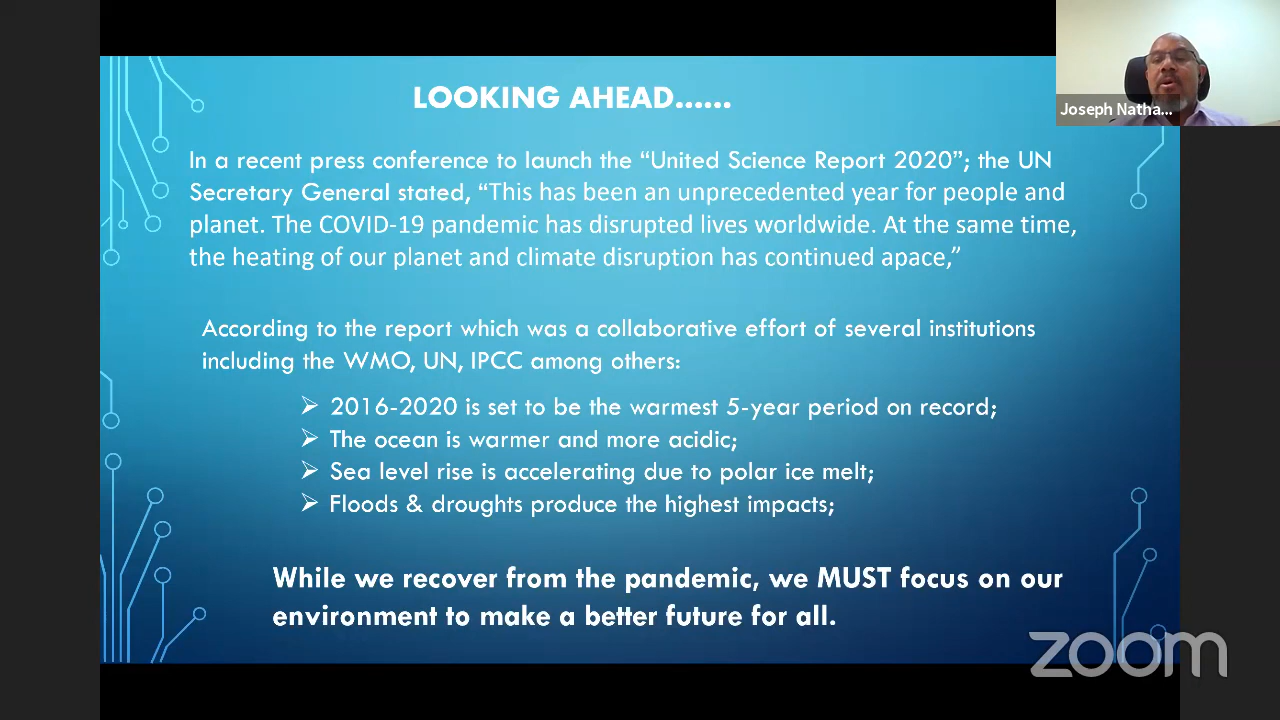 LOOKING AHEAD......
Joseph Natha...
In a recent press conference to launch the “United Science Report 2020”; the UN
Secretary General stated, “This has been an unprecedented year for people and
planet. The COVID-19 pandemic has disrupted lives worldwide. At the same time,
the heating of our planet and climate disruption has continued apace,”
According to the report which was a collaborative effort of several institutions
including the WMO, UN, IPCC among others:
➢ 2016-2020 is set to be the warmest 5-year period on record;
➢ The ocean is warmer and more acidic;
➢ Sea level rise is accelerating due to polar ice melt;
➢ Floods & droughts produce the highest impacts;
While we recover from the pandemic, we MUST focus on our
environment to make a better future for all.
zoom